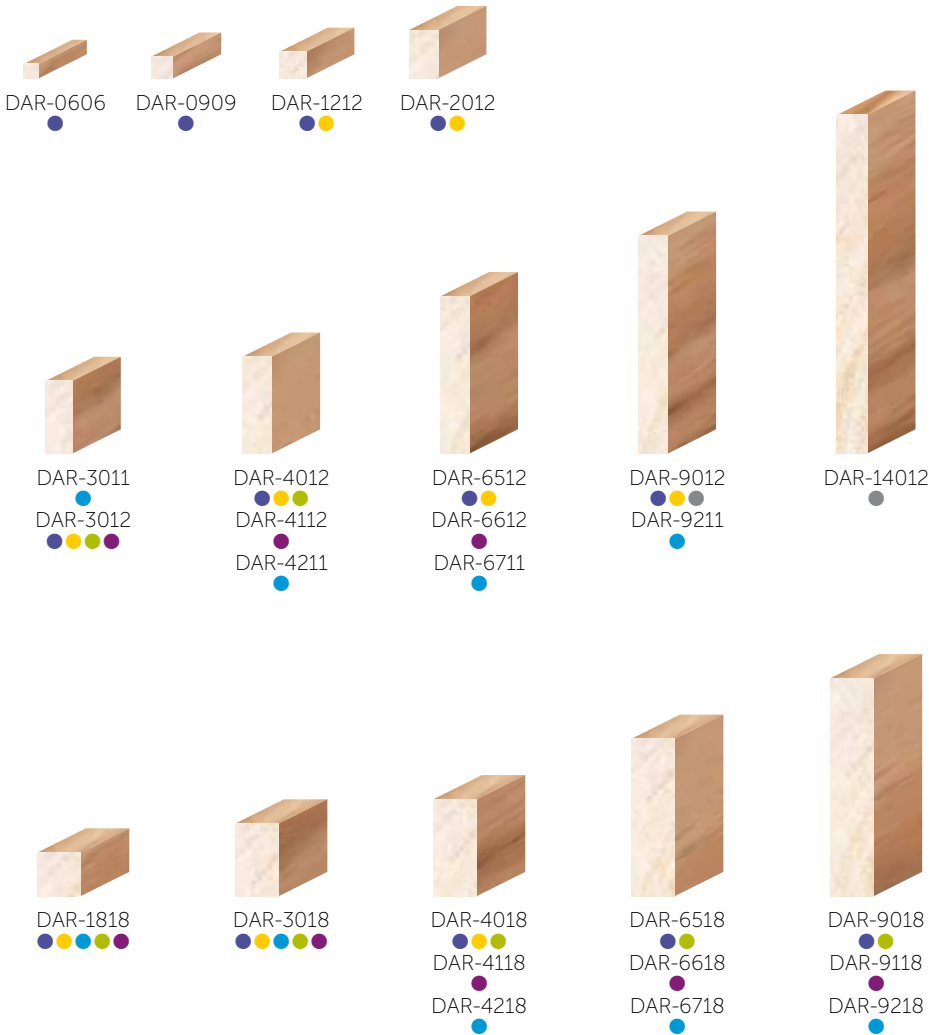 DAR-0606 DAR-0909 DAR-1212 DAR-2012
DAR-3011 DAR-4012 DAR-6512 DAR-9012 DAR-14012
DAR-3012 DAR-4112 DAR-6612 DAR-9211
DAR-4211 DAR-6711
DAR-1818 DAR-3018 DAR-4018 DAR-6518 DAR-9018
DAR-4118 DAR-6618 DAR-9118
DAR-4218 DAR-6718 DAR-9218